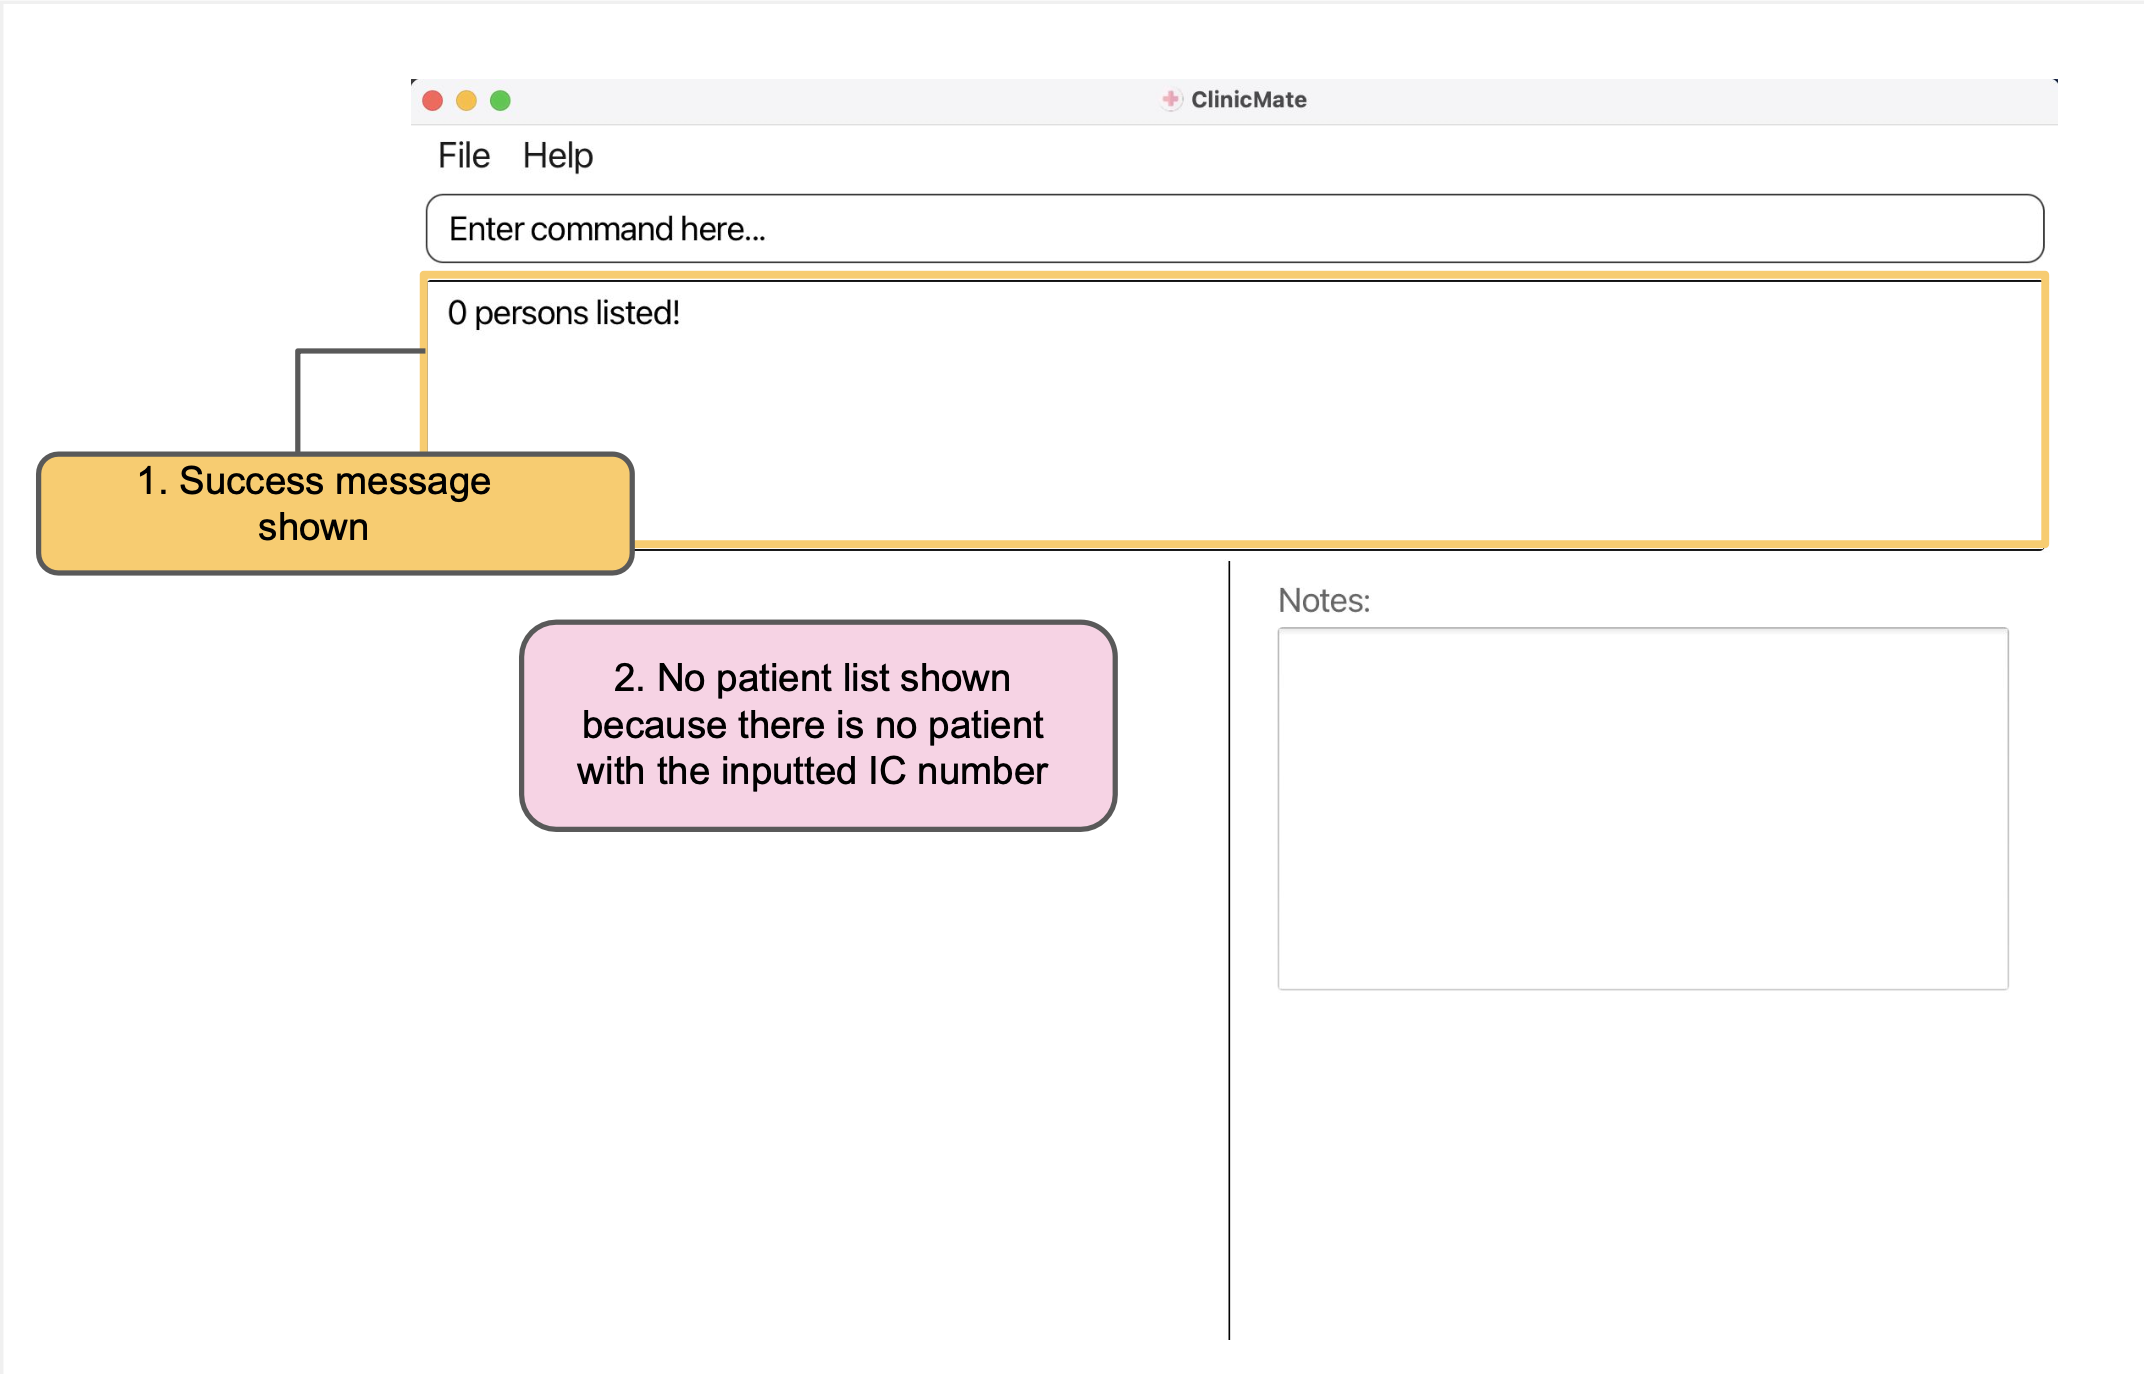 ClinicMate
File Help
Enter command here...
0 persons listed!
1. Success message
shown
2. No patient list shown
because there is no patient
with the inputted IC number
Notes: